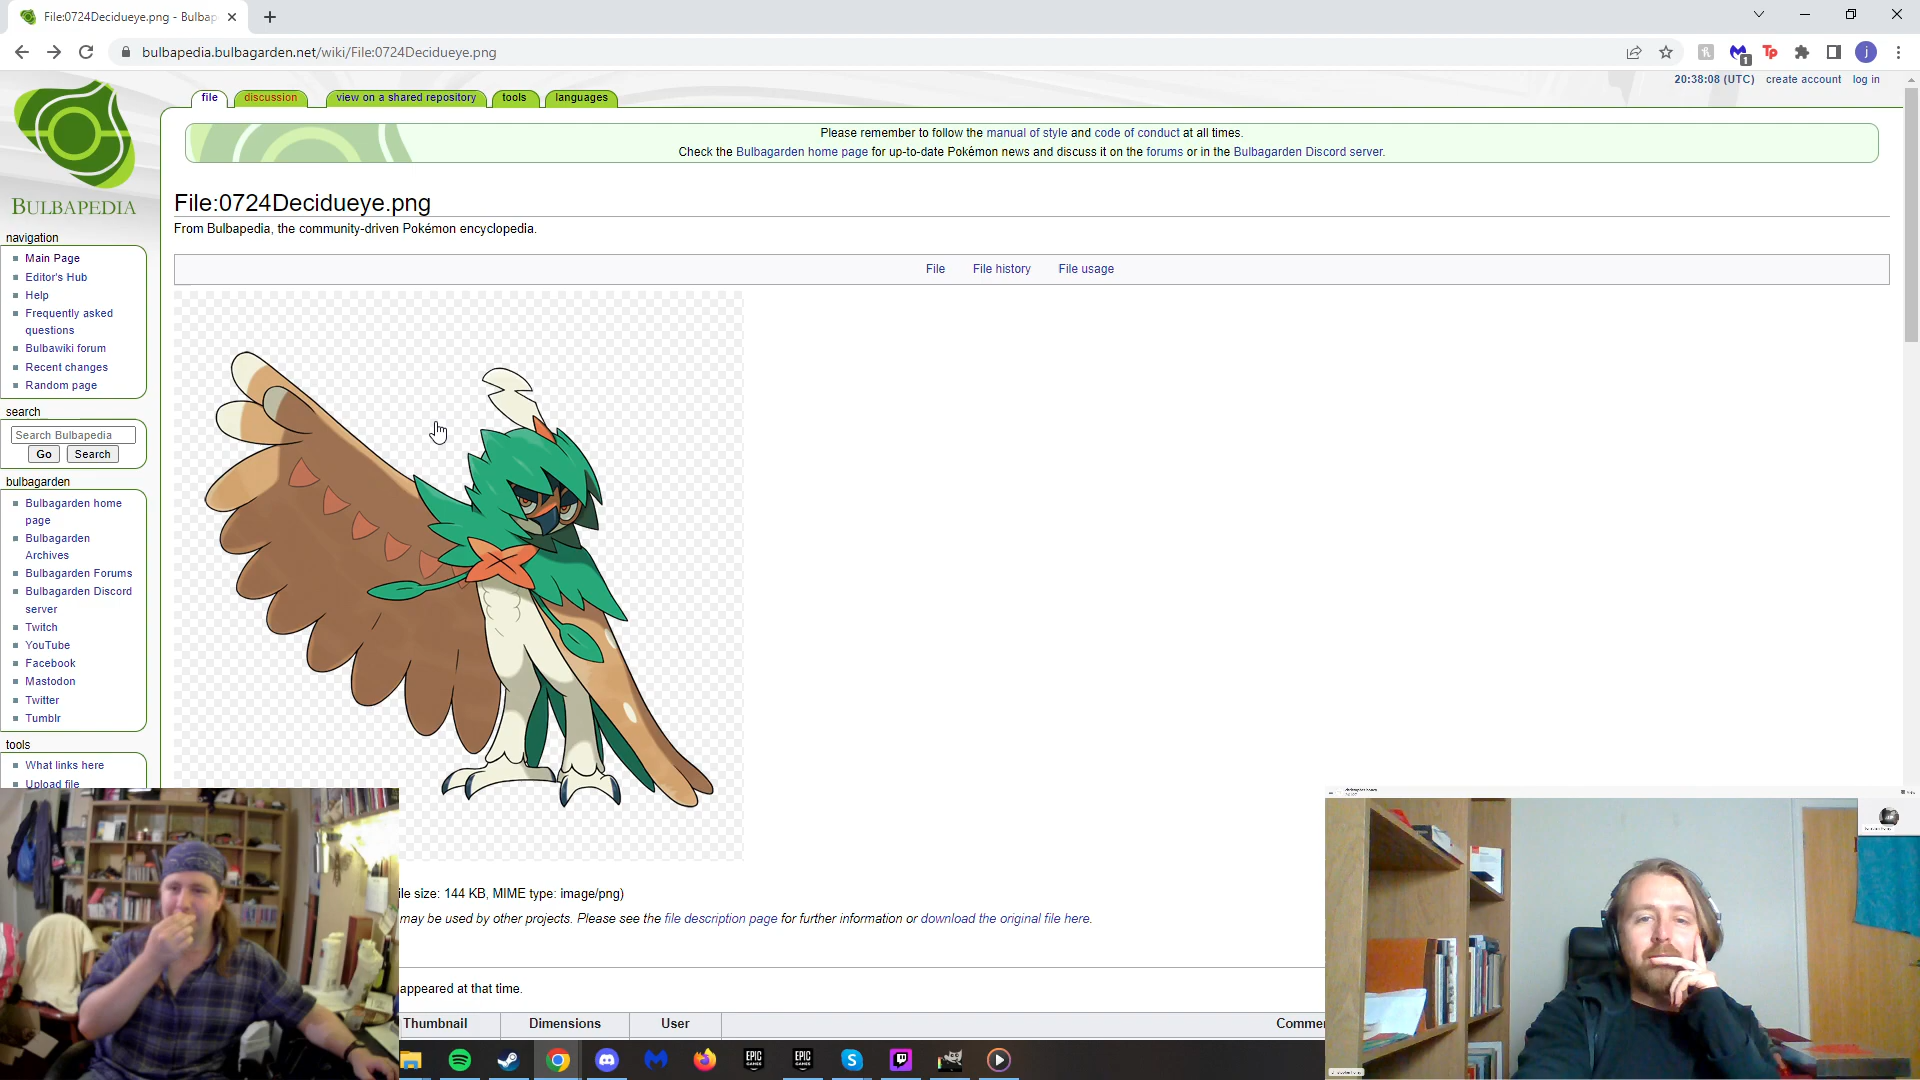 File:0724Decidueye.png - Bulbap
bulbapedia.bulbagarden.net/wiki/File:0724Decidueye.png
1
Tp
j
20:38:08 (UTC) create account log in
file discussion view on a shared repository tools languages
Please remember to follow the manual of style and code of conduct at all times.
Check the Bulbagarden home page for up-to-date Pokémon news and discuss it on the forums or in the Bulbagarden Discord server.
BULBAPEDIA
File:0724Decidueye.png
From Bulbapedia, the community-driven Pokémon encyclopedia.
File File history File usage
navigation
Main Page
Editor's Hub
Help
Frequently asked
questions
Bulbawiki forum
Recent changes
Random page
search
Search Bulbapedia
Go Search
bulbagarden
Bulbagarden home
page
Bulbagarden
Archives
Bulbagarden Forums
Bulbagarden Discord
server
Twitch
YouTube
Facebook
Mastodon
Twitter
Tumblr
tools
What links here
Upload file
ile size: 144 KB, MIME type: image/png)
may be used by other projects. Please see the file description page for further information or download the original file here.
appeared at that time.
Thumbnail Dimensions User Comme
EPIC GAMES
EPIC GAMES